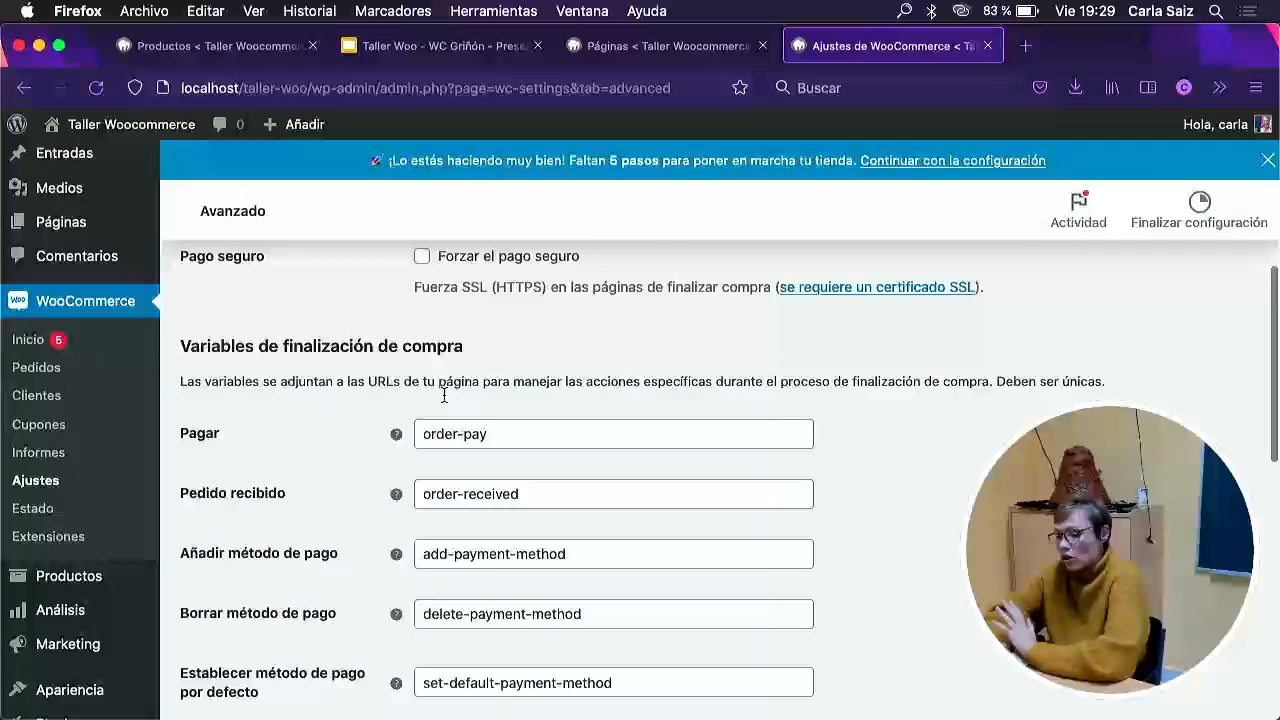 Firefox Archivo Editar Ver Historial Marcadores Herramientas Ventana Ayuda 83 % Vie 19:29 Carla Saiz
Productos < Taller Woocommer
Taller Woo - WC Griñón - Prese
Páginas < Taller Woocommerce
Ajustes de WooCommerce < Ta
localhost/taller-woo/wp-admin/admin.php?page=wc-settings&tab=advanced
Buscar
Taller Woocommerce 0 Añadir
Hola, carla
Entradas
Medios
Páginas
Comentarios
Woo WooCommerce
Inicio 5
Pedidos
Clientes
Cupones
Informes
Ajustes
Estado
Extensiones
Productos
Análisis
Marketing
Apariencia
¡Lo estás haciendo muy bien! Faltan 5 pasos para poner en marcha tu tienda. Continuar con la configuración
Avanzado
Actividad
Finalizar configuración
Pago seguro
Forzar el pago seguro
Fuerza SSL (HTTPS) en las páginas de finalizar compra (se requiere un certificado SSL).
Variables de finalización de compra
Las variables se adjuntan a las URLs de tu página para manejar las acciones específicas durante el proceso de finalización de compra. Deben ser únicas.
Pagar
order-pay
Pedido recibido
order-received
Añadir método de pago
add-payment-method
Borrar método de pago
delete-payment-method
Establecer método de pago
por defecto
set-default-payment-method